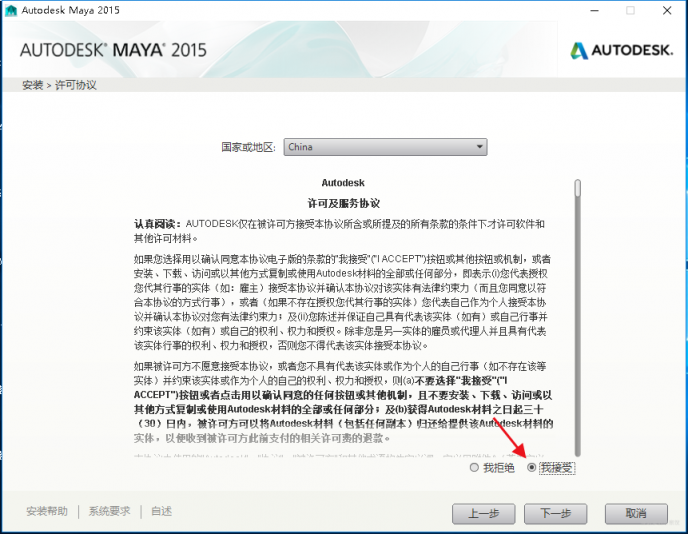 Autodesk Maya 2015
AUTODESK® MAYA® 2015
AUTODESK.
安装 > 许可协议
国家或地区:
China
Autodesk
许可及服务协议
认真阅读：AUTODESK仅在被许可方接受本协议所含或所提及的所有条款的条件下才许可软件和
其他许可材料。
如果您选择用以确认同意本协议电子版的条款的"我接受"("I ACCEPT")按钮或其他按钮或机制，或者
安装、下载、访问或以其他方式复制或使用Autodesk材料的全部或任何部分，即表示(i)您代表授权
您代其行事的实体（如：雇主）接受本协议并确认本协议对该实体有法律约束力（而且您同意以符
合本协议的方式行事），或者（如果不存在授权您代其行事的实体）您代表自己作为个人接受本协
议并确认本协议对您有法律约束力；及(ii)您陈述并保证自己具有代表该实体（如有）或自己行事并
约束该实体（如有）或自己的权利、权力和授权。除非您是另一实体的雇员或代理人并且具有代表
该实体行事的权利、权力和授权，否则您不得代表该实体接受本协议。
如果被许可方不愿意接受本协议，或者您不具有代表该实体或作为个人的自己行事（如不存在该等
实体）并约束该实体或作为个人的自己的权利、权力和授权，则(a)不要选择"我接受"("I
ACCEPT")按钮或者点击用以确认同意的任何按钮或其他机制，且不要安装、下载、访问或以
其他方式复制或使用Autodesk材料的全部或任何部分；及(b)获得Autodesk材料之日起三十
（30）日内，被许可方可以将Autodesk材料（包括任何副本）归还给提供该Autodesk材料的
实体，以便收到被许可方此前支付的相关许可费的退款。
我拒绝
我接受
安装帮助
系统要求
自述
上一步
下一步
取消